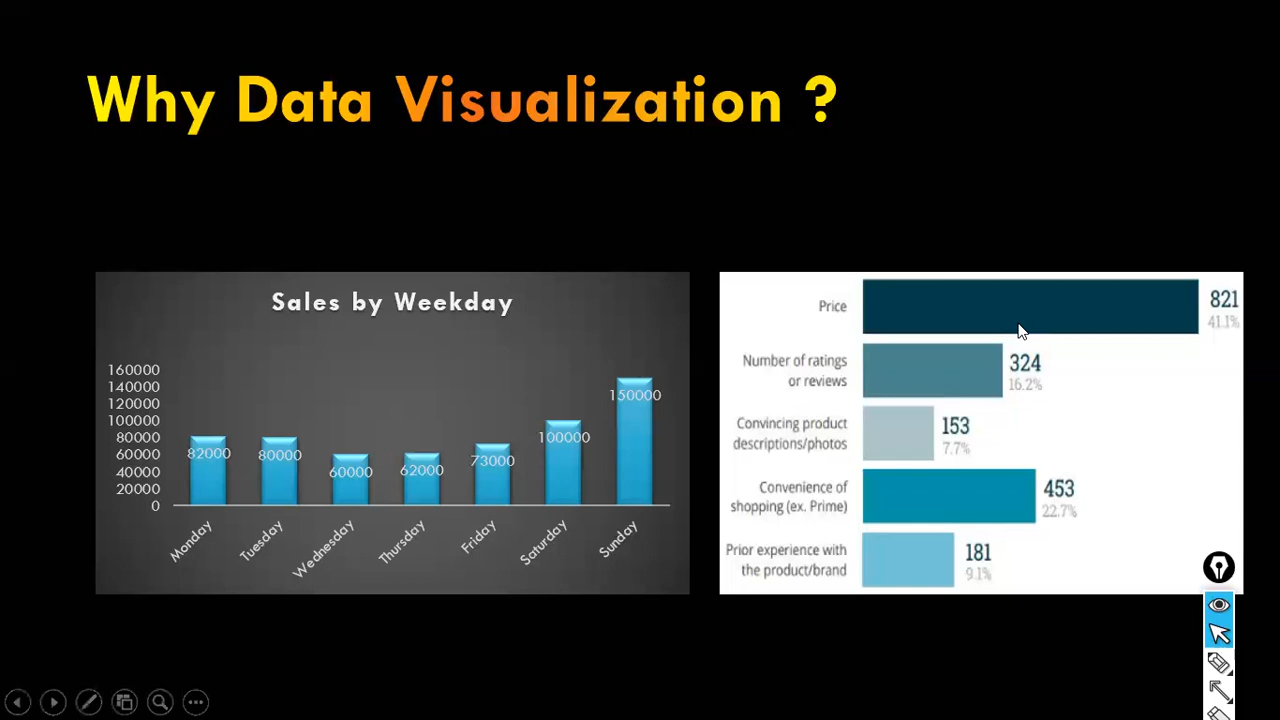 Why Data Visualization ?
Sales by Weekday
160000
140000
120000
100000
80000
60000
40000
20000
0
82000
80000
60000
62000
73000
100000
150000
Monday
Tuesday
Wednesday
Thursday
Friday
Saturday
Sunday
Price
821
41.1%
Number of ratings
or reviews
324
16.2%
Convincing product
descriptions/photos
153
7.7%
Convenience of
shopping (ex. Prime)
453
22.7%
Prior experience with
the product/brand
181
9.1%